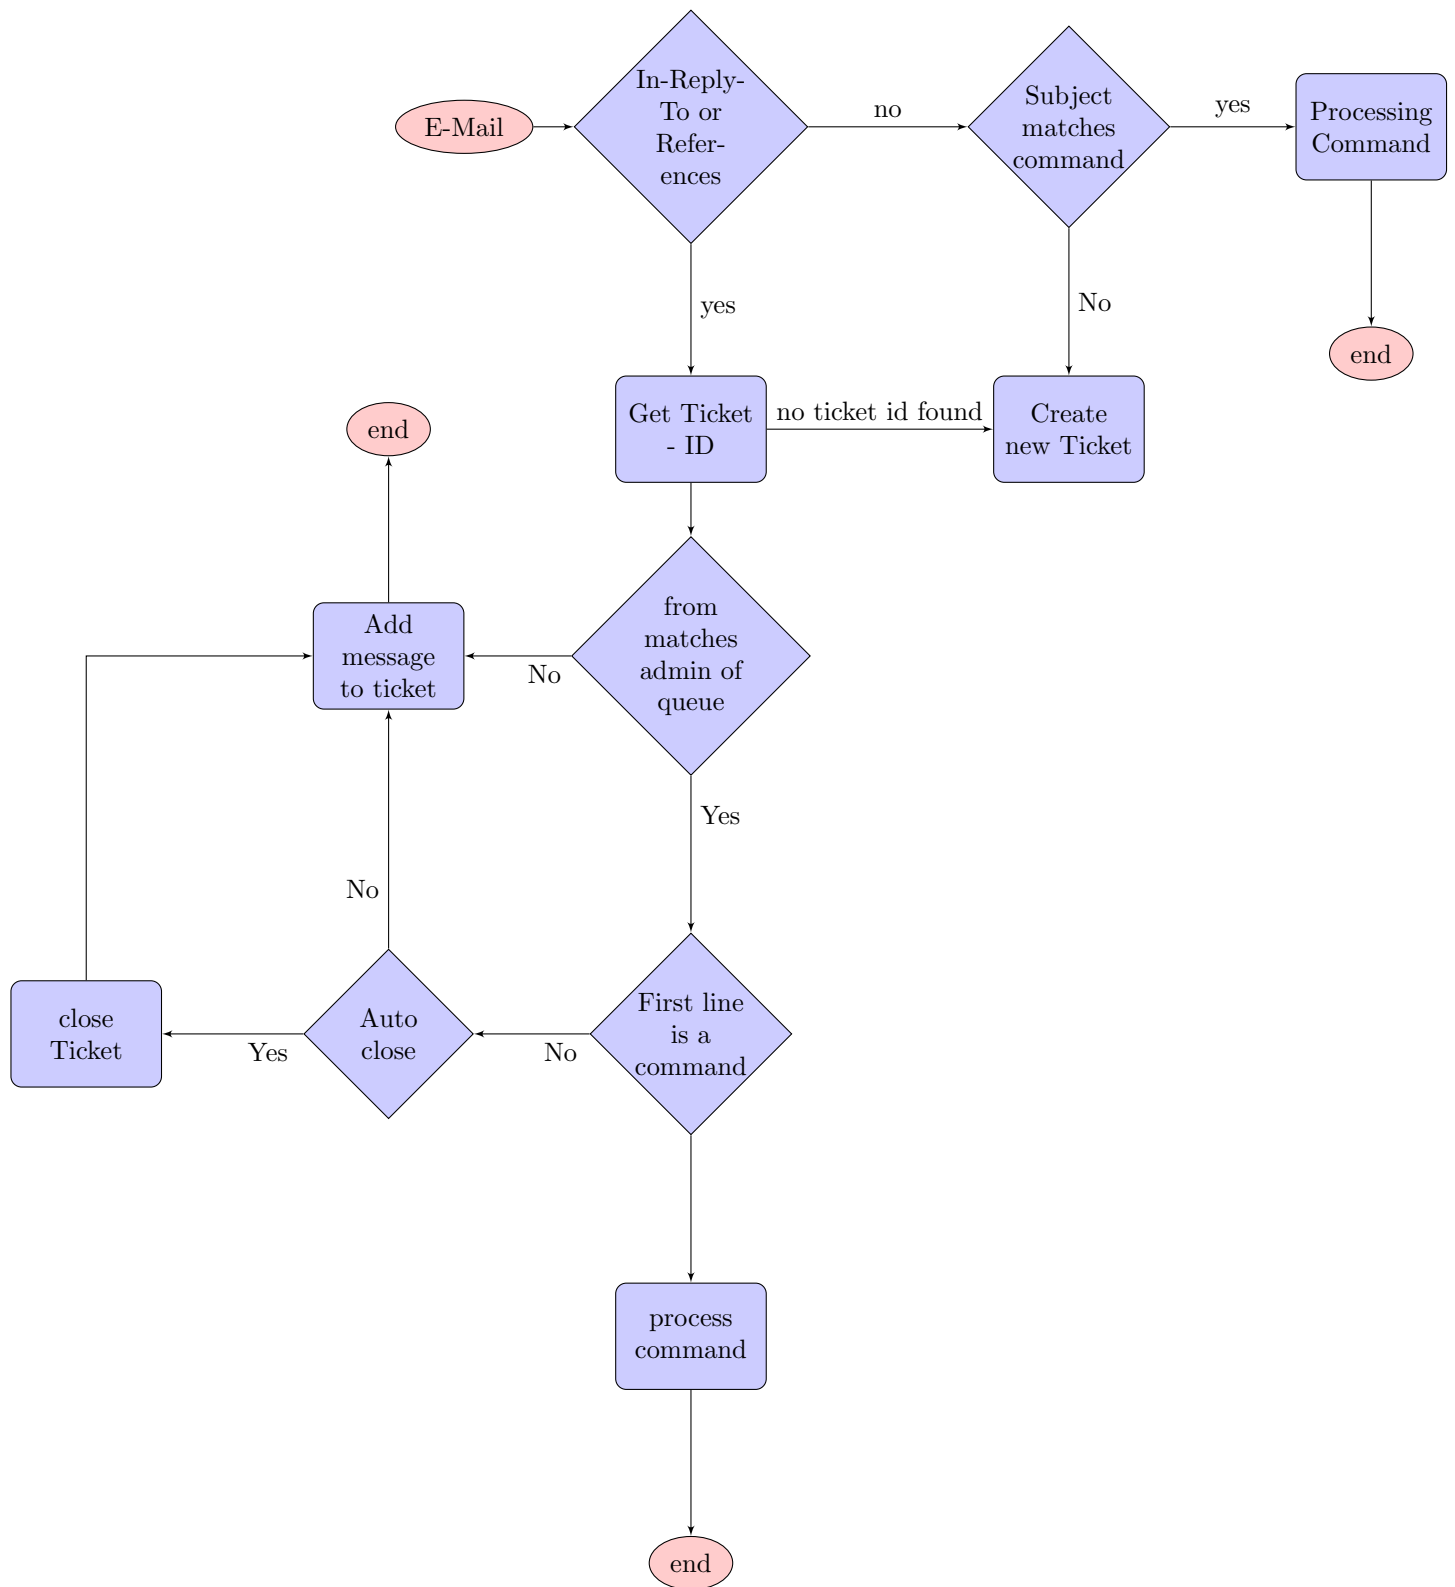 E-Mail
In-Reply-
To or
Refer-
ences
no
Subject
matches
command
yes
Processing
Command
yes
No
end
end
Get Ticket
- ID
no ticket id found
Create
new Ticket
Add
message
to ticket
No
from
matches
admin of
queue
Yes
No
close
Ticket
Yes
Auto
close
No
First line
is a
command
process
command
end